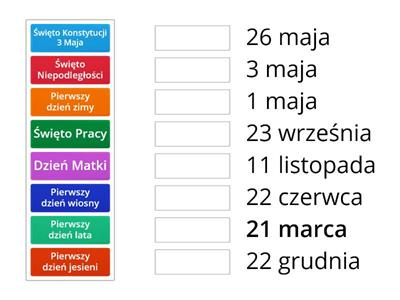 Święto Konstytucji
3 Maja
Święto
Niepodległości
Pierwszy
dzień zimy
Święto Pracy
Dzień Matki
Pierwszy
dzień wiosny
Pierwszy
dzień lata
Pierwszy
dzień jesieni
26 maja
3 maja
1 maja
23 września
11 listopada
22 czerwca
21 marca
22 grudnia